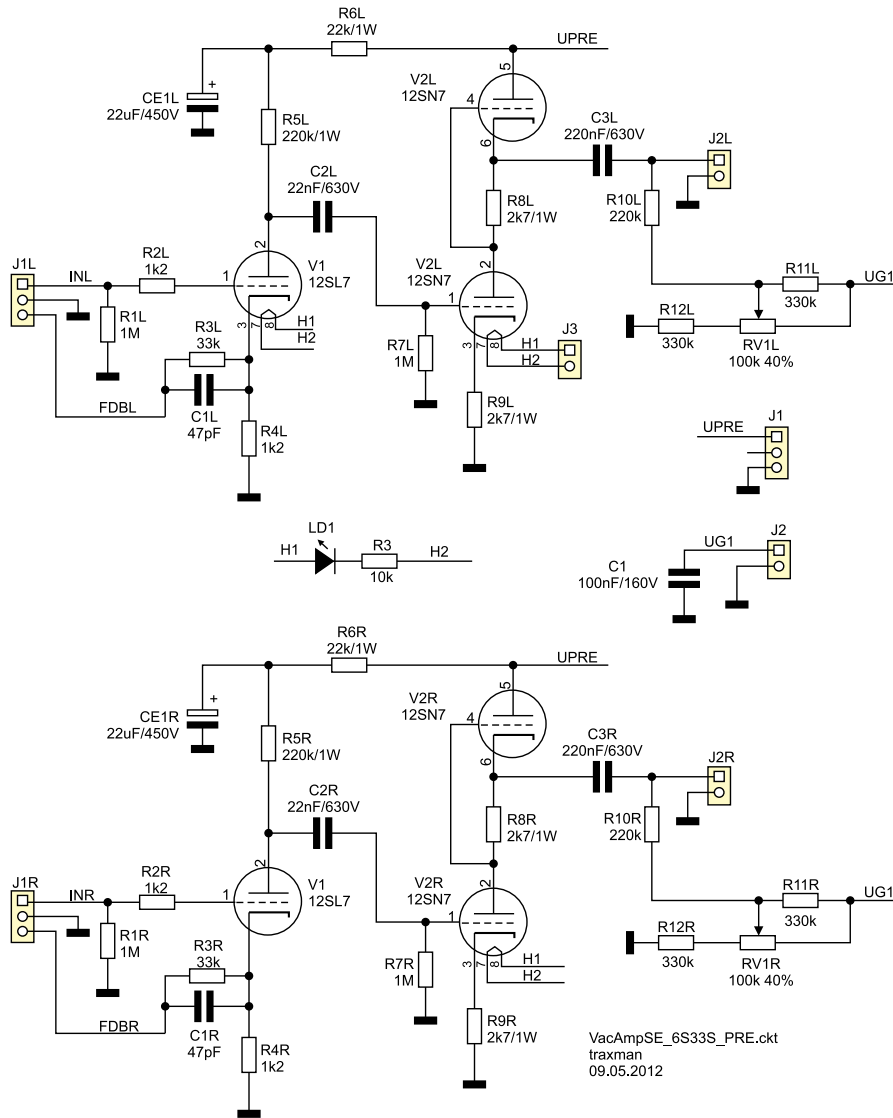 R6L
22k/1W
UPRE
5
CE1L
+
22uF/450V
R5L
220k/1W
V2L
12SN7
4
6
C3L
220nF/630V
J2L
C2L
22nF/630V
R8L
2k7/1W
R10L
220k
J1L
INL
R2L
1k2
2
1
V1
12SL7
V2L
12SN7
2
1
R11L
330k
UG1
R1L
1M
R3L
33k
3
7
8
H1
H2
R7L
1M
3
7
8
H1
H2
J3
R12L
330k
RV1L
100k 40%
FDBL
C1L
47pF
R4L
1k2
R9L
2k7/1W
UPRE
J1
LD1
H1
R3
10k
H2
UG1
J2
C1
100nF/160V
R6R
22k/1W
UPRE
5
CE1R
+
22uF/450V
R5R
220k/1W
V2R
12SN7
4
6
C3R
220nF/630V
J2R
C2R
22nF/630V
R8R
2k7/1W
R10R
220k
J1R
INR
R2R
1k2
2
1
V1
12SL7
V2R
12SN7
2
1
R11R
330k
UG1
R1R
1M
R3R
33k
R7R
1M
3
7
8
H1
H2
R12R
330k
RV1R
100k 40%
FDBR
C1R
47pF
R4R
1k2
R9R
2k7/1W
VacAmpSE_6S33S_PRE.ckt
traxman
09.05.2012